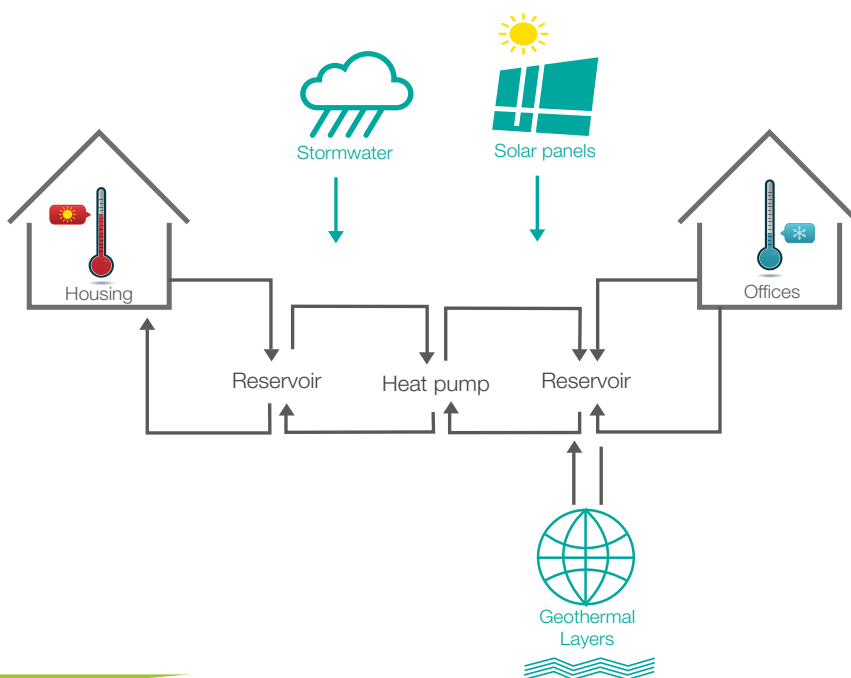 Stormwater
Solar panels
Housing
Offices
Reservoir
Heat pump
Reservoir
Geothermal
Layers